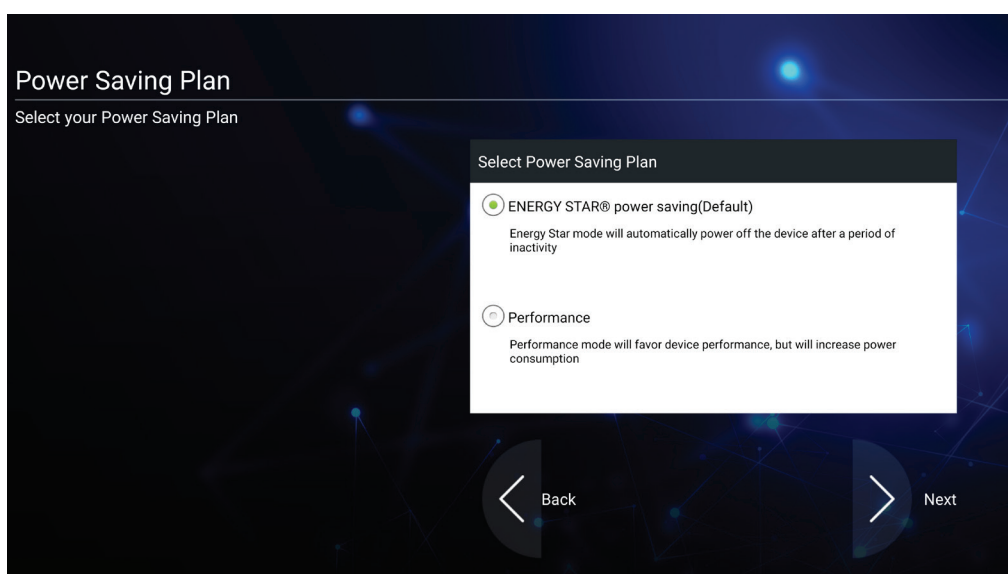 Power Saving Plan
Select your Power Saving Plan
Select Power Saving Plan
ENERGY STAR® power saving(Default)
Energy Star mode will automatically power off the device after a period of
inactivity
Performance
Performance mode will favor device performance, but will increase power
consumption
Back
Next